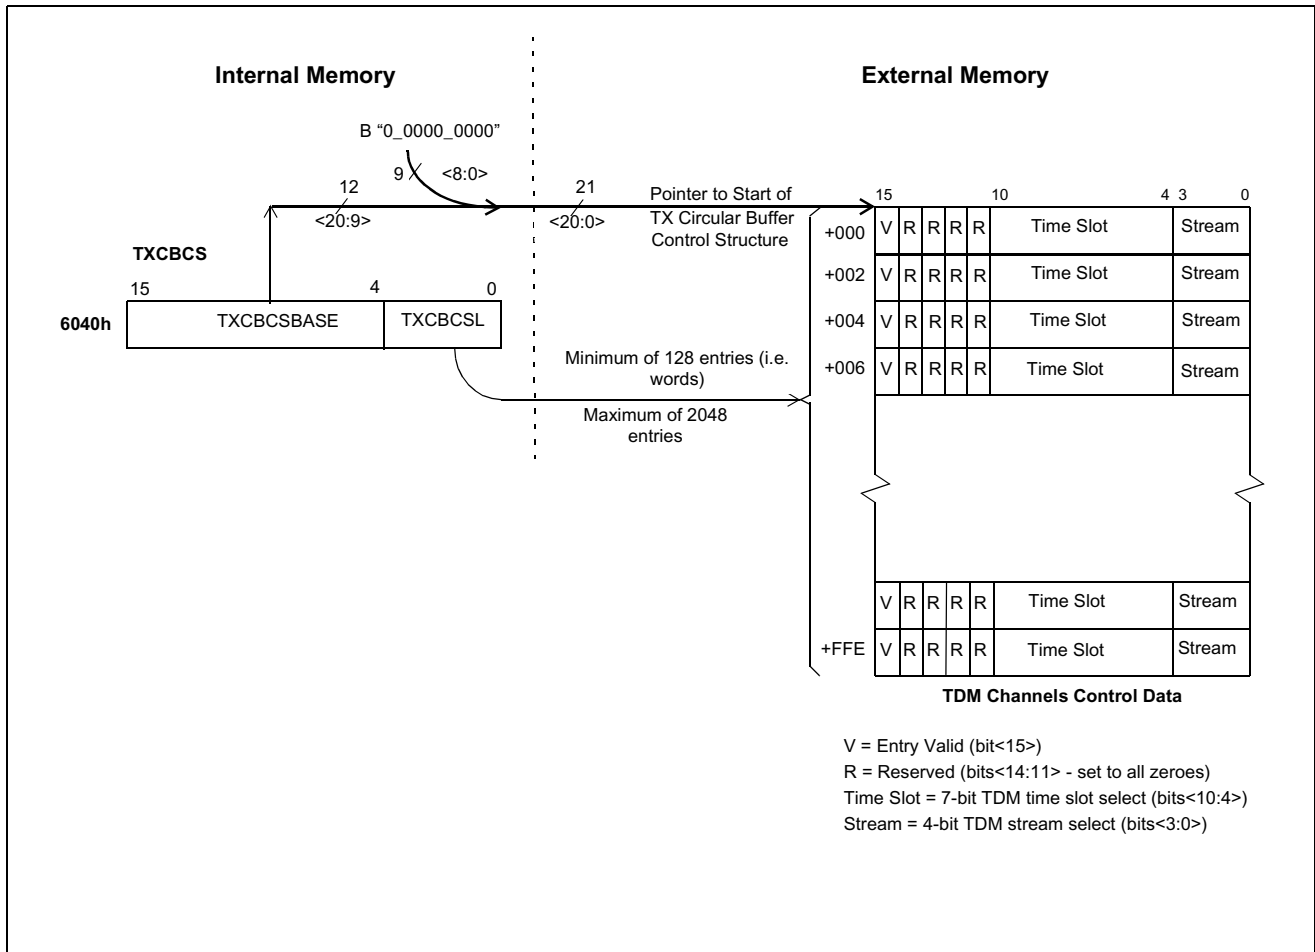 Internal Memory
External Memory
B “0_0000_0000”
9
<8:0>
12
<20:9>
21
<20:0>
Pointer to Start of
TX Circular Buffer
Control Structure
15
10
4
3
0
+000
V R R R R Time Slot Stream
+002
V R R R R Time Slot Stream
+004
V R R R R Time Slot Stream
+006
V R R R R Time Slot Stream
TXCBCS
15
4
0
6040h
TXCBCSBASE
TXCBCSL
Minimum of 128 entries (i.e.
words)
Maximum of 2048
entries
V R R R R Time Slot Stream
+FFE
V R R R R Time Slot Stream
TDM Channels Control Data
V = Entry Valid (bit<15>)
R = Reserved (bits<14:11> - set to all zeroes)
Time Slot = 7-bit TDM time slot select (bits<10:4>)
Stream = 4-bit TDM stream select (bits<3:0>)